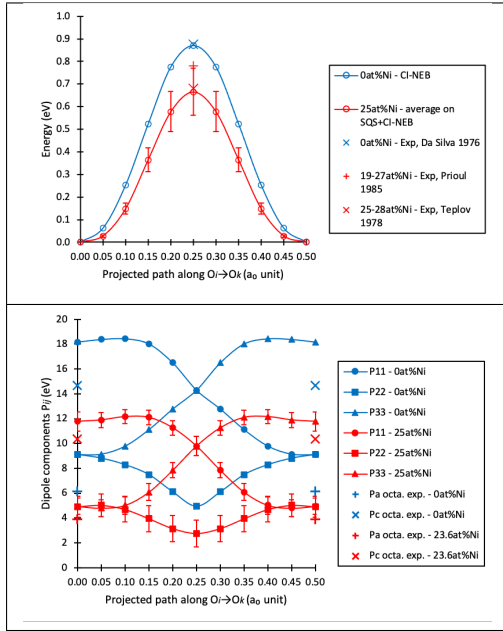 1.0
0.9
0.8
0.7
0.6
0.5
0.4
0.3
0.2
0.1
0.0
Energy (eV)
0.00 0.05 0.10 0.15 0.20 0.25 0.30 0.35 0.40 0.45 0.50
Projected path along Oi→Ok (a₀ unit)
0at%Ni - CI-NEB
25at%Ni - average on
SQS+CI-NEB
0at%Ni - Exp, Da Silva 1976
19-27at%Ni - Exp, Prioul
1985
25-28at%Ni - Exp, Teplov
1978
20
18
16
14
12
10
8
6
4
2
0
Dipole components Pij (eV)
0.00 0.05 0.10 0.15 0.20 0.25 0.30 0.35 0.40 0.45 0.50
Projected path along Oi→Ok (a₀ unit)
P11 - 0at%Ni
P22 - 0at%Ni
P33 - 0at%Ni
P11 - 25at%Ni
P22 - 25at%Ni
P33 - 25at%Ni
Pa octa. exp. - 0at%Ni
Pc octa. exp. - 0at%Ni
Pa octa. exp. - 23.6at%Ni
Pc octa. exp. - 23.6at%Ni